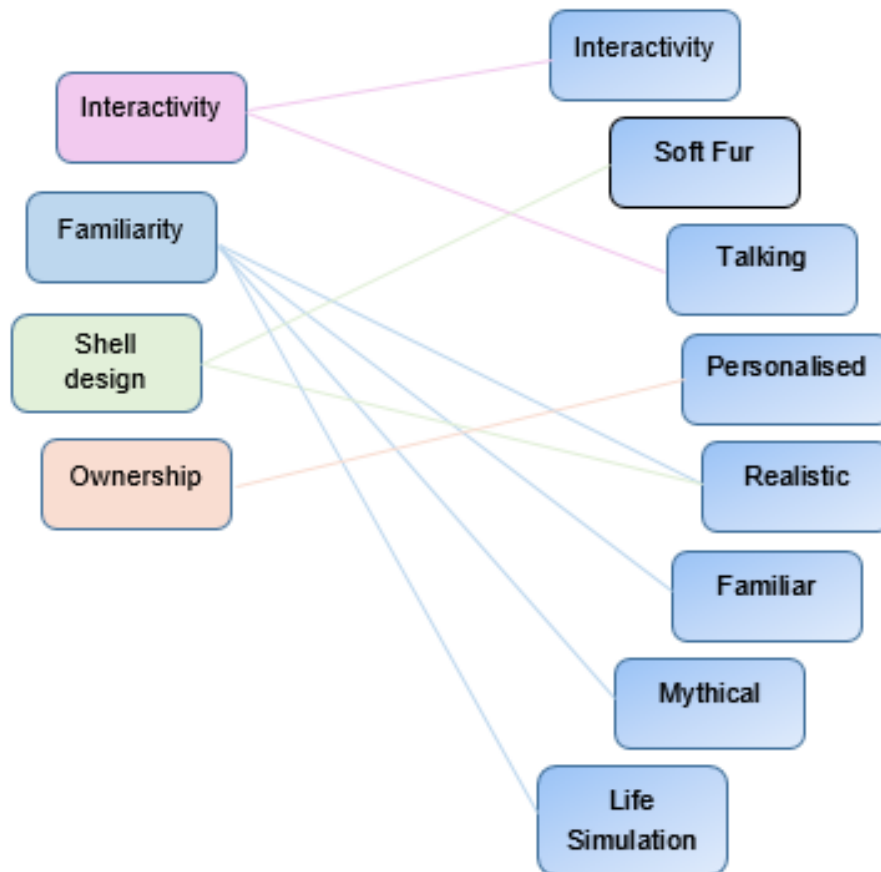 Interactivity
Familiarity
Shell
design
Ownership
Interactivity
Soft Fur
Talking
Personalised
Realistic
Familiar
Mythical
Life
Simulation